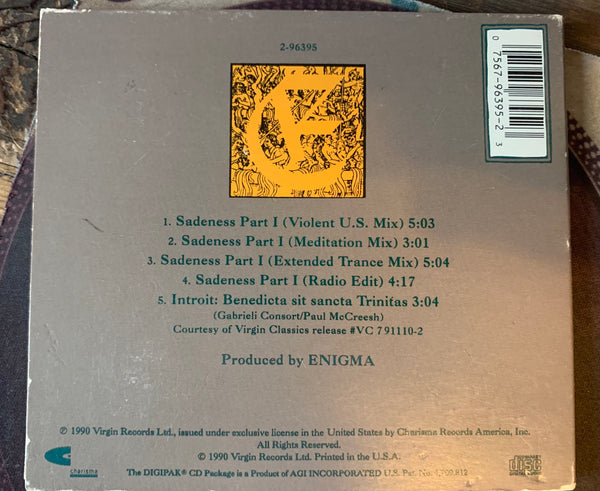 2-96395
0 7567-96395-2 3
1. Sadeness Part I (Violent U.S. Mix) 5:03
2. Sadeness Part I (Meditation Mix) 3:01
3. Sadeness Part I (Extended Trance Mix) 5:04
4. Sadeness Part I (Radio Edit) 4:17
5. Introit: Benedicta sit sancta Trinitas 3:04
(Gabrieli Consort/Paul McCreesh)
Courtesy of Virgin Classics release #VC 7 91110-2
Produced by ENIGMA
℗ 1990 Virgin Records Ltd., issued under exclusive license in the United States by Charisma Records America, Inc.
All Rights Reserved.
© 1990 Virgin Records Ltd. Printed in the U.S.A.
charisma
The DIGIPAK® CD Package is a Product of AGI INCORPORATED U.S. Pat. No. 4,709,812
COMPACT
disc
DIGITAL AUDIO